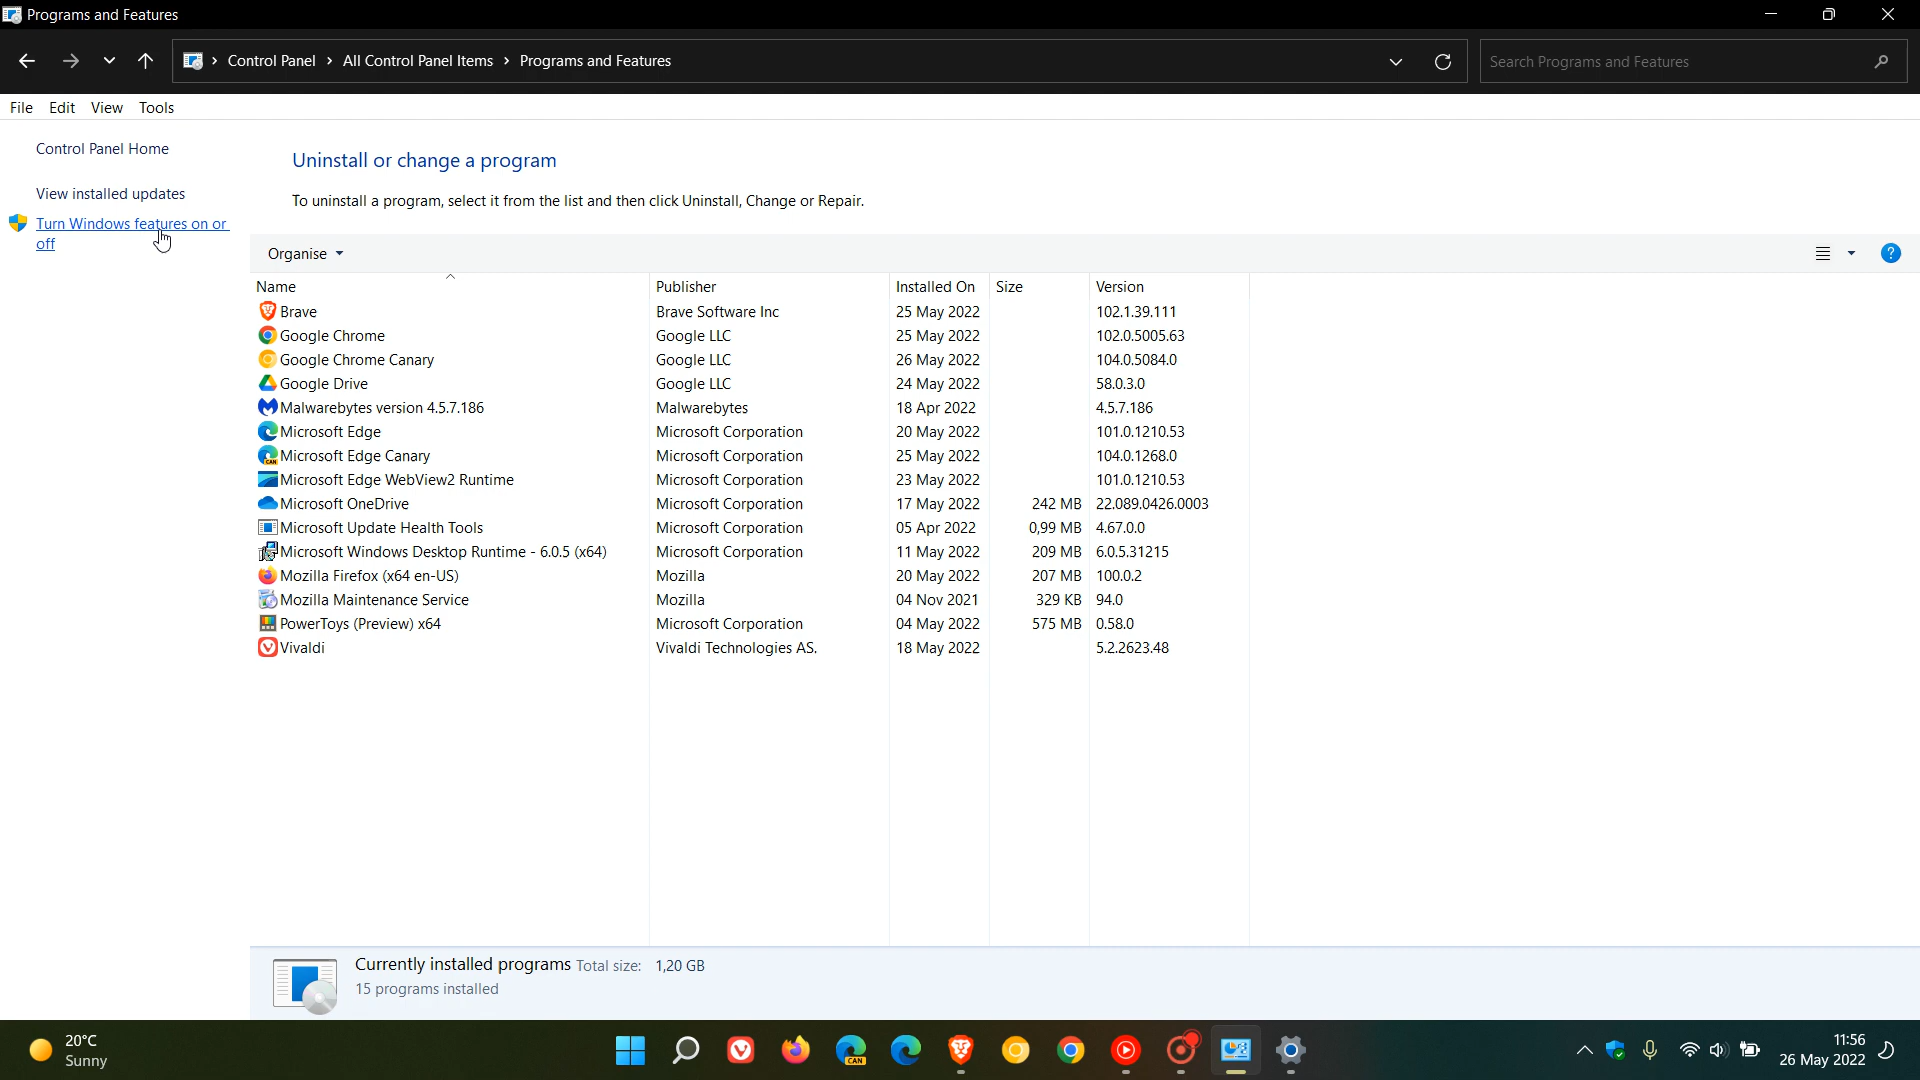 Programs and Features
Control Panel > All Control Panel Items > Programs and Features
Search Programs and Features
File Edit View Tools
Control Panel Home
View installed updates
Turn Windows features on or
off
Uninstall or change a program
To uninstall a program, select it from the list and then click Uninstall, Change or Repair.
Organise
Name Publisher Installed On Size Version
Brave Brave Software Inc 25 May 2022 102.1.39.111
Google Chrome Google LLC 25 May 2022 102.0.5005.63
Google Chrome Canary Google LLC 26 May 2022 104.0.5084.0
Google Drive Google LLC 24 May 2022 58.0.3.0
Malwarebytes version 4.5.7.186 Malwarebytes 18 Apr 2022 4.5.7.186
Microsoft Edge Microsoft Corporation 20 May 2022 101.0.1210.53
Microsoft Edge Canary Microsoft Corporation 25 May 2022 104.0.1268.0
Microsoft Edge WebView2 Runtime Microsoft Corporation 23 May 2022 101.0.1210.53
Microsoft OneDrive Microsoft Corporation 17 May 2022 242 MB 22.089.0426.0003
Microsoft Update Health Tools Microsoft Corporation 05 Apr 2022 0,99 MB 4.67.0.0
Microsoft Windows Desktop Runtime - 6.0.5 (x64) Microsoft Corporation 11 May 2022 209 MB 6.0.5.31215
Mozilla Firefox (x64 en-US) Mozilla 20 May 2022 207 MB 100.0.2
Mozilla Maintenance Service Mozilla 04 Nov 2021 329 KB 94.0
PowerToys (Preview) x64 Microsoft Corporation 04 May 2022 575 MB 0.58.0
Vivaldi Vivaldi Technologies AS. 18 May 2022 5.2.2623.48
Currently installed programs Total size: 1,20 GB
15 programs installed
20°C
Sunny
CAN
11:56
26 May 2022